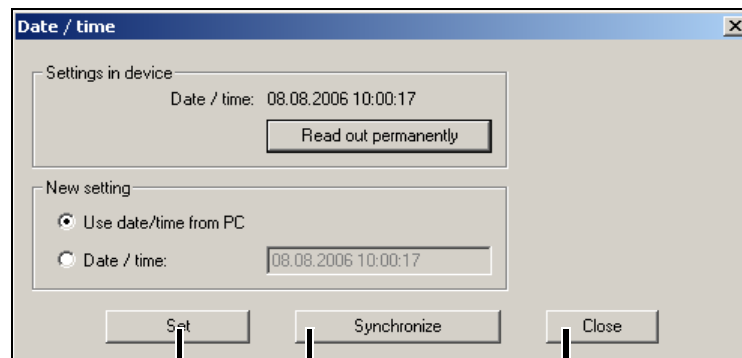 Date / time
Settings in device
Date / time: 08.08.2006 10:00:17
Read out permanently
New setting
Use date/time from PC
Date / time: 08.08.2006 10:00:17
Set Synchronize Close